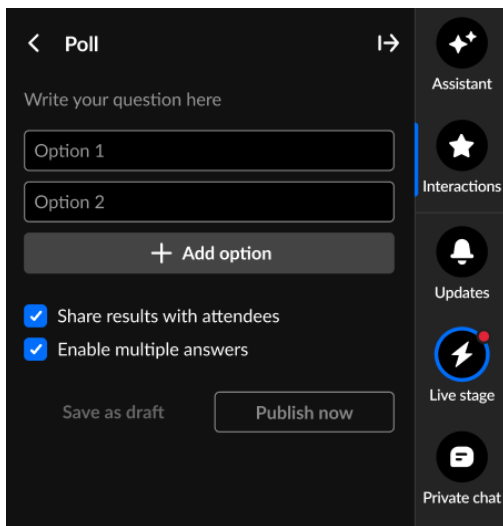 Poll
Write your question here
Option 1
Option 2
Add option
Share results with attendees
Enable multiple answers
Save as draft
Publish now
Assistant
Interactions
Updates
Live stage
Private chat